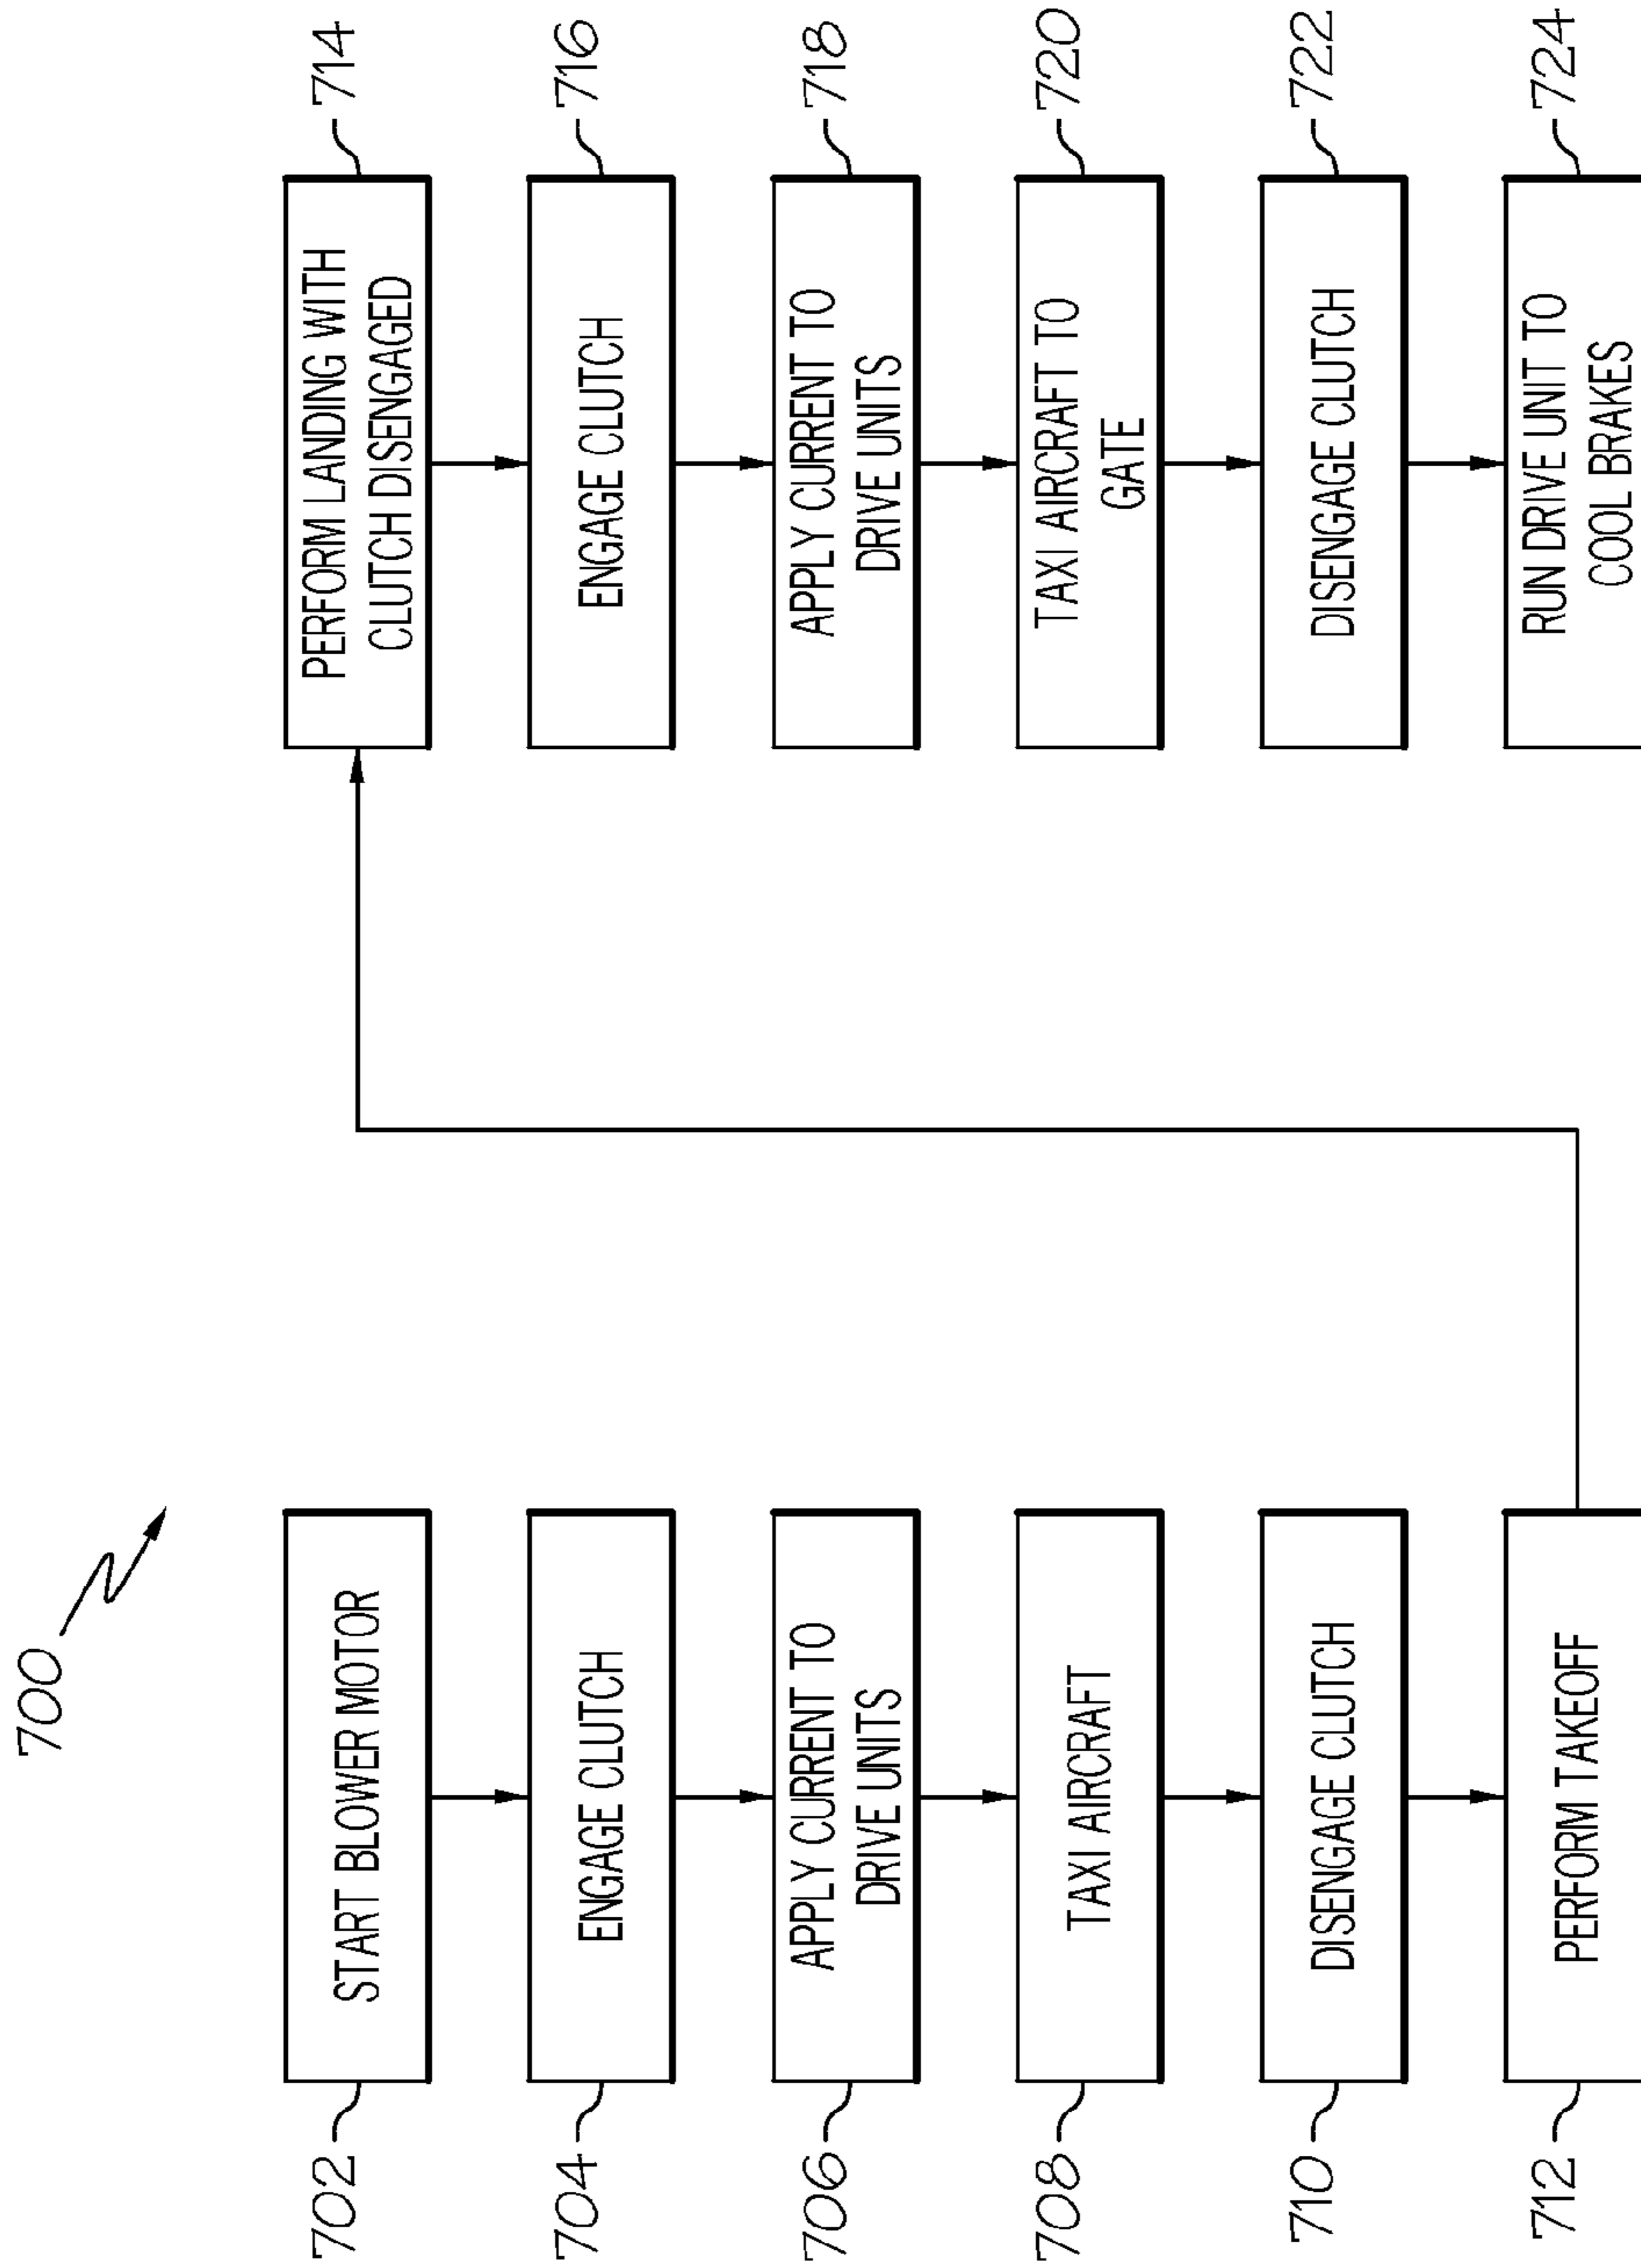 700
702
START BLOWER MOTOR
704
ENGAGE CLUTCH
706
APPLY CURRENT TO
DRIVE UNITS
708
TAXI AIRCRAFT
710
DISENGAGE CLUTCH
712
PERFORM TAKEOFF
714
PERFORM LANDING WITH
CLUTCH DISENGAGED
716
ENGAGE CLUTCH
718
APPLY CURRENT TO
DRIVE UNITS
720
TAXI AIRCRAFT TO
GATE
722
DISENGAGE CLUTCH
724
RUN DRIVE UNIT TO
COOL BRAKES